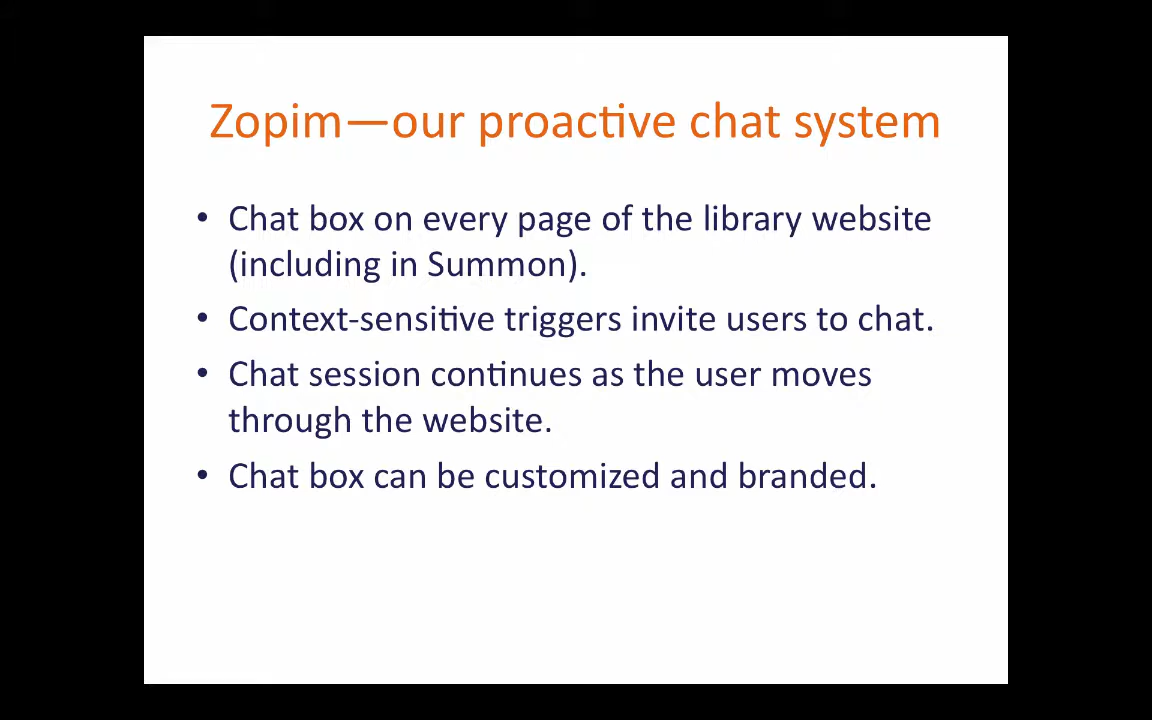 Zopim—our proactive chat system
• Chat box on every page of the library website
(including in Summon).
• Context-sensitive triggers invite users to chat.
• Chat session continues as the user moves
through the website.
• Chat box can be customized and branded.